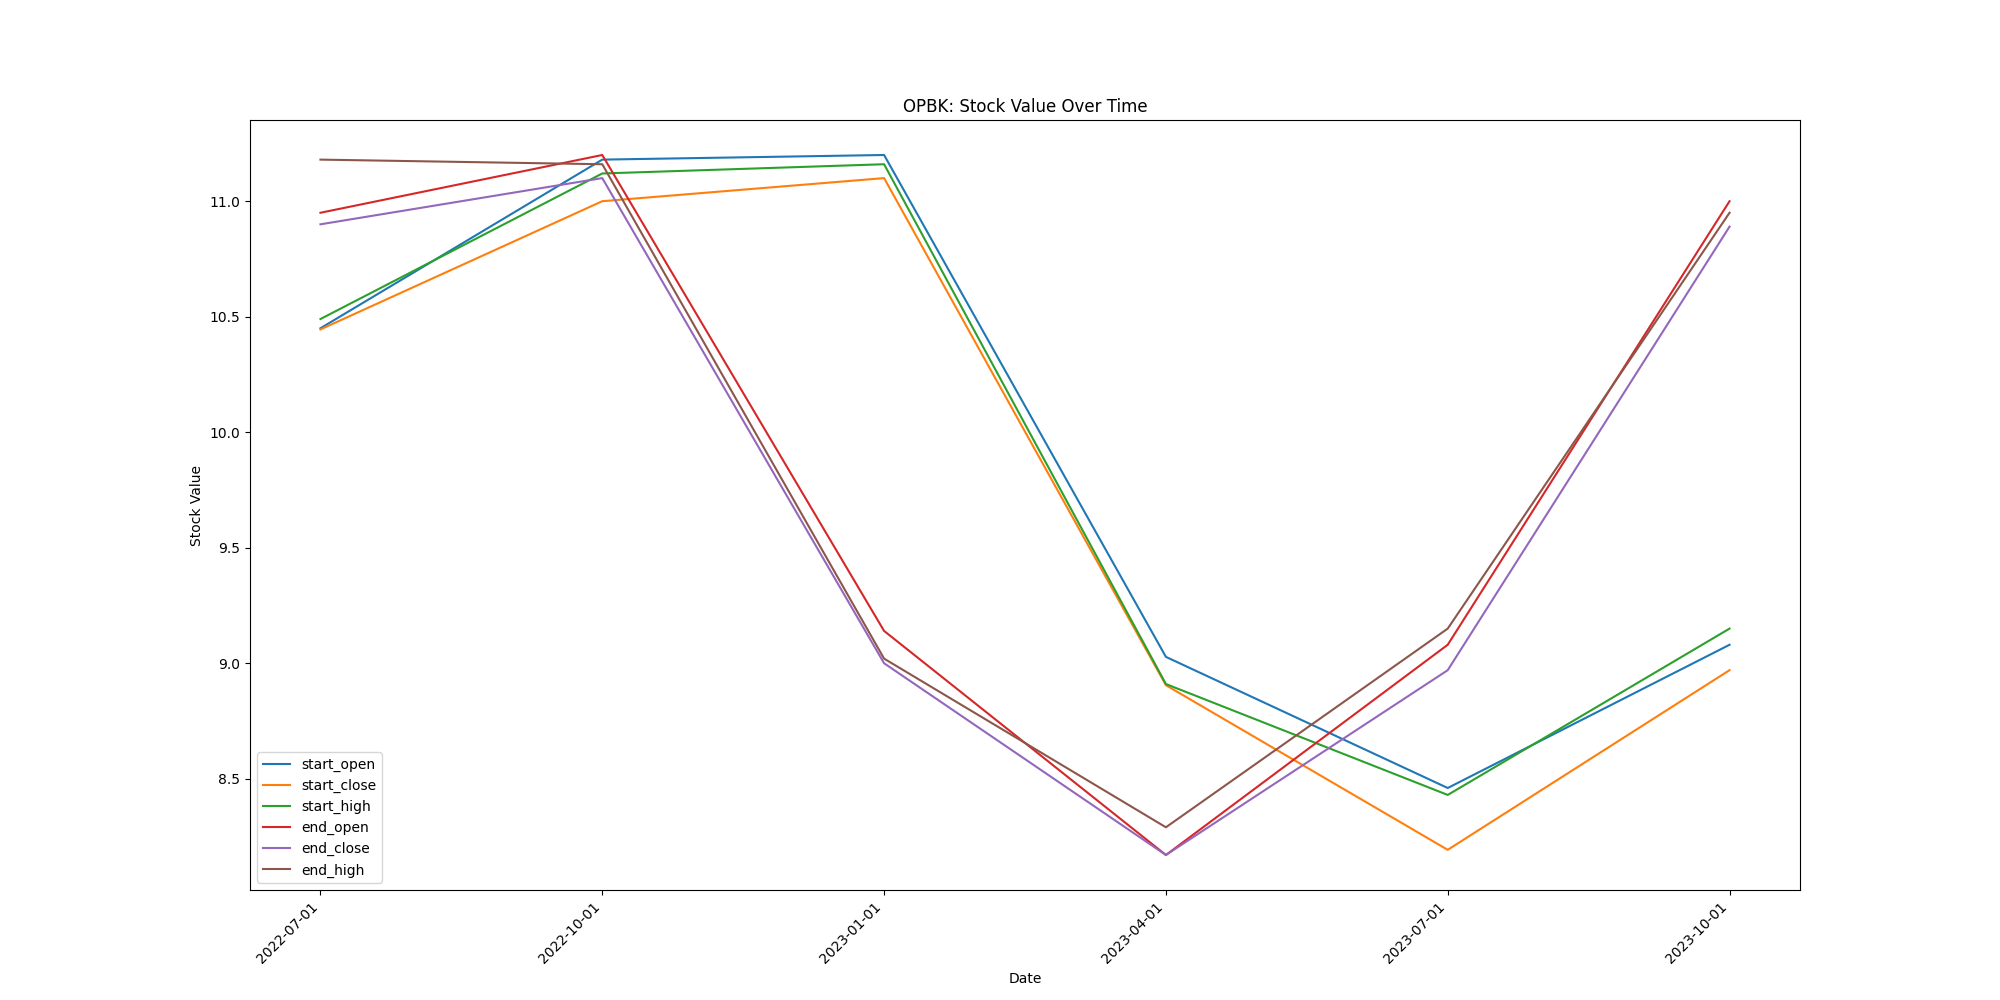 OPBK: Stock Value Over Time
Stock Value
11.0
10.5
10.0
9.5
9.0
8.5
start_open
start_close
start_high
end_open
end_close
end_high
2022-07-01
2022-10-01
2023-01-01
2023-04-01
2023-07-01
2023-10-01
Date